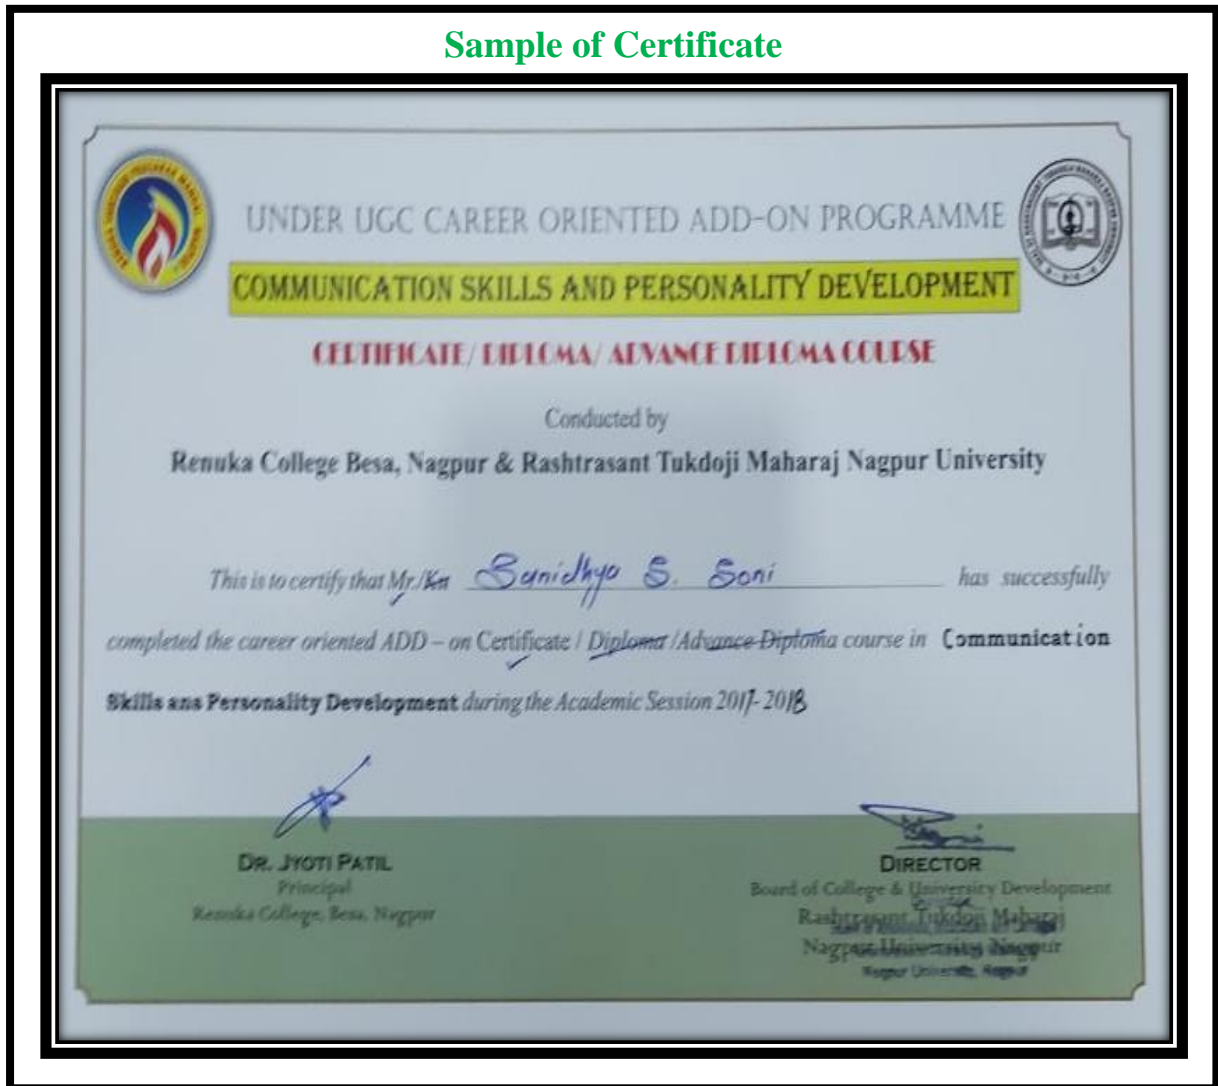 Sample of Certificate
UNDER UGC CAREER ORIENTED ADD-ON PROGRAMME
COMMUNICATION SKILLS AND PERSONALITY DEVELOPMENT
CERTIFICATE/ DIPLOMA/ ADVANCE DIPLOMA COURSE
Conducted by
Renuka College Besa, Nagpur & Rashtrasant Tukdoji Maharaj Nagpur University
This is to certify that Mr./Ku Sanidhya S. Soni has successfully
completed the career oriented ADD – on Certificate / Diploma /Advance Diploma course in Communication
Skills ans Personality Development during the Academic Session 2017- 2018
DR. JYOTI PATIL
Principal
Renuka College, Besa, Nagpur
DIRECTOR
Board of College & University Development
Rashtrasant Tukdoji Maharaj
Nagpur University Nagpur
Nagpur University, Nagpur